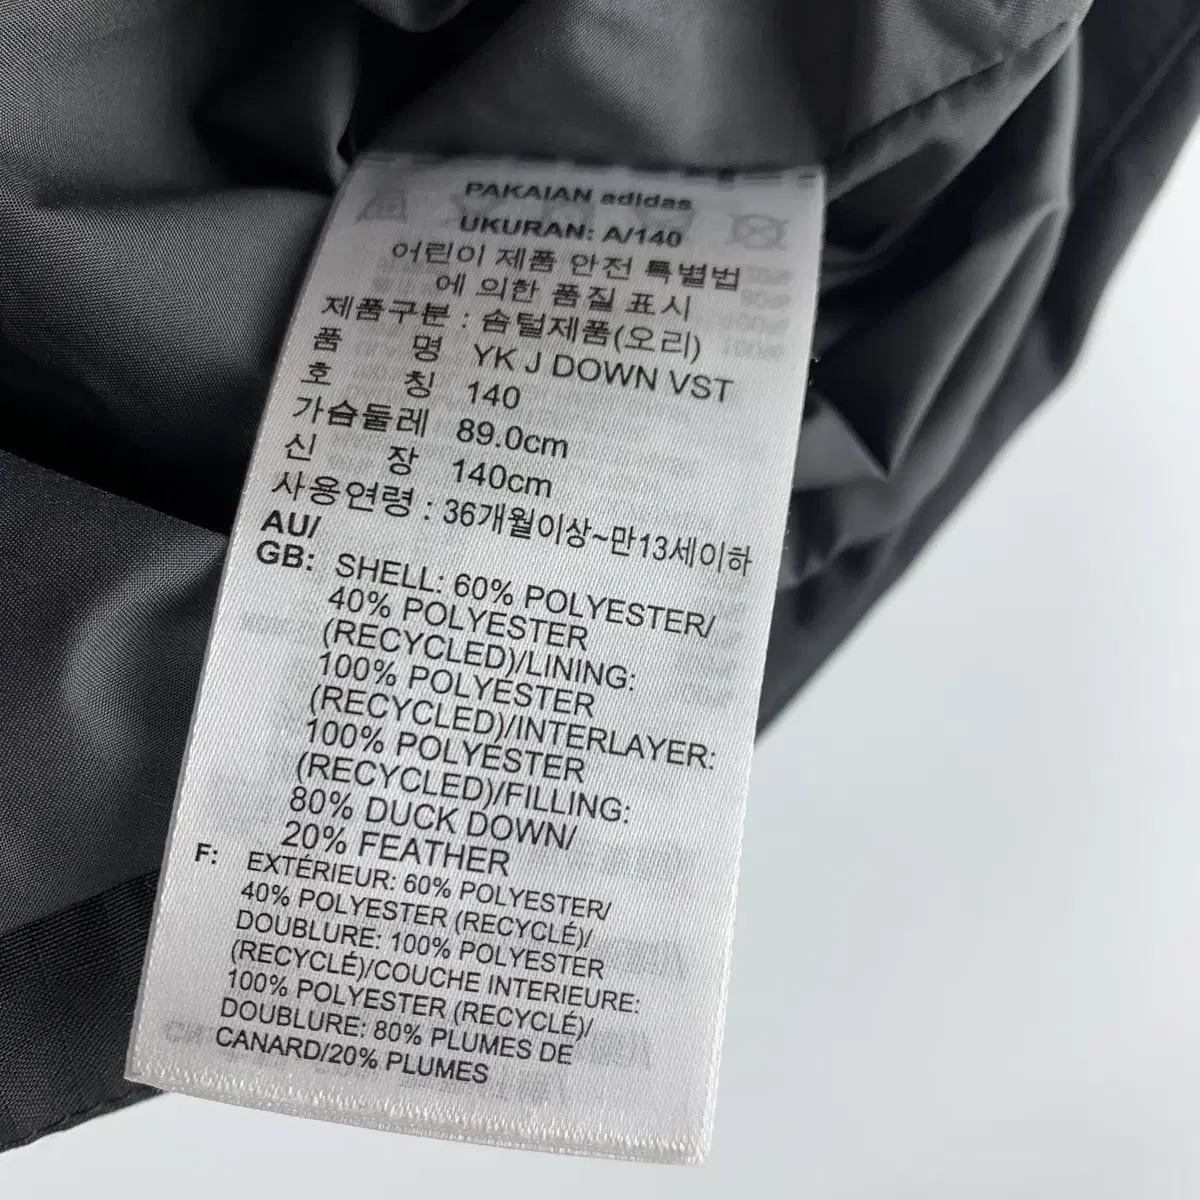 PAKAIAN adidas
UKURAN: A/140
어린이 제품 안전 특별법
에 의한 품질 표시
제품구분 : 솜털제품(오리)
품 명 YK J DOWN VST
호 칭 140
가슴둘레 89.0cm
신 장 140cm
사용연령 : 36개월이상~만13세이하
AU/
GB: SHELL: 60% POLYESTER/
40% POLYESTER
(RECYCLED)/LINING:
100% POLYESTER
(RECYCLED)/INTERLAYER:
100% POLYESTER
(RECYCLED)/FILLING:
80% DUCK DOWN/
20% FEATHER
F: EXTÉRIEUR: 60% POLYESTER/
40% POLYESTER (RECYCLÉ)/
DOUBLURE: 100% POLYESTER
(RECYCLÉ)/COUCHE INTERIEURE:
100% POLYESTER (RECYCLÉ)/
DOUBLURE: 80% PLUMES DE
CANARD/20% PLUMES